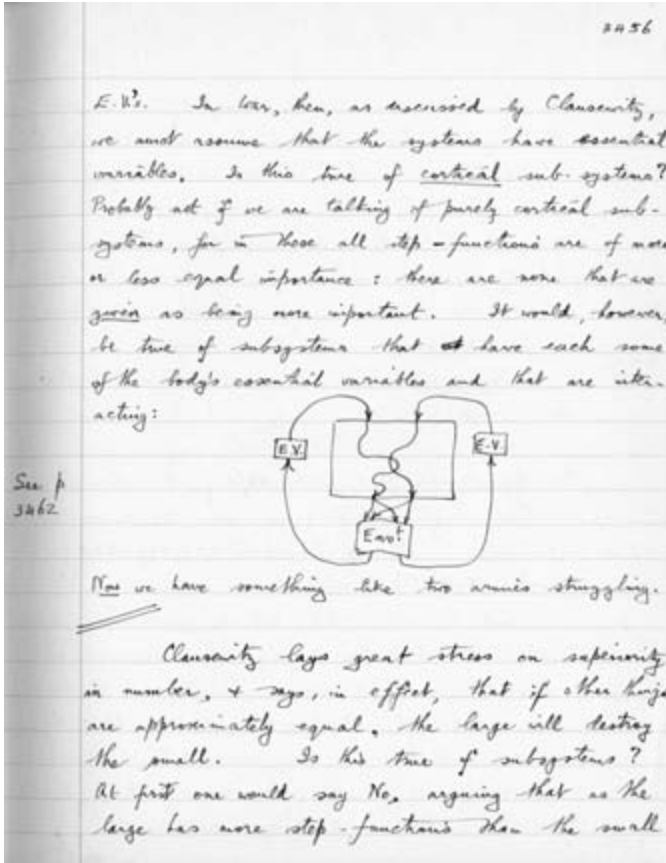 3456
E.V's. In war, then, as discussed by Clausewitz,
we must assume that the systems have essential
variables. Is this true of cortical sub-systems?
Probably not if we are talking of purely cortical sub-
systems, for in these all step-functions are of more
or less equal importance: there are none that are
given as being more important. It would, however,
be true of subsystems that have each some
of the body's essential variables and that are inter-
acting:
E.V.
E.V.
See p
3462
Envt
Now we have something like two armies struggling.
Clausewitz lays great stress on superiority
in number, & says, in effect, that if other things
are approximately equal, the large will destroy
the small. Is this true of subsystems?
At first one would say No, arguing that as the
large has more step-functions than the small